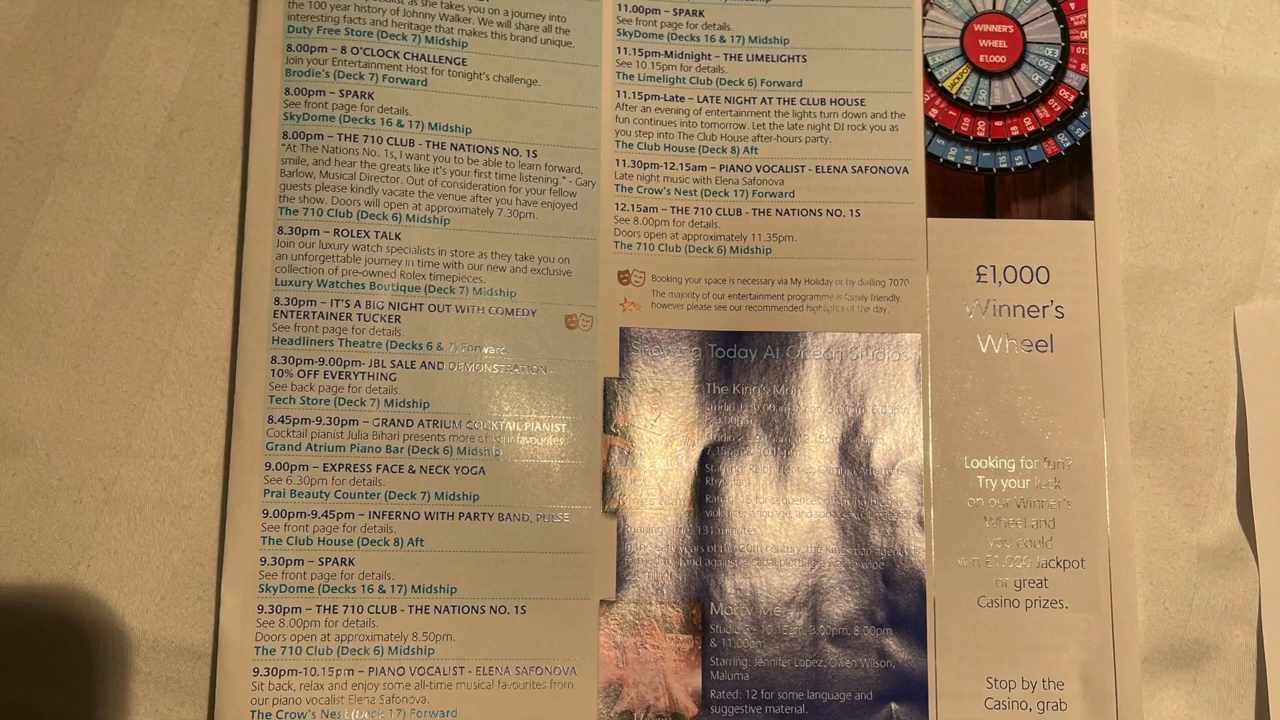 the 100 year history of Johnny Walker. We will share all the
interesting facts and heritage that makes this brand unique.
Duty Free Store (Deck 7) Midship
8.00pm – 8 O'CLOCK CHALLENGE
Join your Entertainment Host for tonight's challenge.
Brodie's (Deck 7) Forward
8.00pm – SPARK
See front page for details.
SkyDome (Decks 16 & 17) Midship
8.00pm – THE 710 CLUB - THE NATIONS NO. 1S
"At The Nations No. 1s, I want you to be able to learn forward,
smile, and hear the greats like it's your first time listening." - Gary
Barlow, Musical Director. Out of consideration for your fellow
guests please kindly vacate the venue after you have enjoyed
the show. Doors will open at approximately 7.30pm.
The 710 Club (Deck 6) Midship
8.30pm – ROLEX TALK
Join our luxury watch specialists in store as they take you on
an unforgettable journey in time with our new and exclusive
collection of pre-owned Rolex timepieces.
Luxury Watches Boutique (Deck 7) Midship
8.30pm – IT'S A BIG NIGHT OUT WITH COMEDY
ENTERTAINER TUCKER
See front page for details.
Headliners Theatre (Decks 6 & 7) Forward
8.30pm-9.00pm- JBL SALE AND DEMONSTRATION -
10% OFF EVERYTHING
See back page for details.
Tech Store (Deck 7) Midship
8.45pm-9.30pm – GRAND ATRIUM COCKTAIL PIANIST
Cocktail pianist Julia Bihari presents more of your favourites.
Grand Atrium Piano Bar (Deck 6) Midship
9.00pm – EXPRESS FACE & NECK YOGA
See 6.30pm for details.
Prai Beauty Counter (Deck 7) Midship
9.00pm-9.45pm – INFERNO WITH PARTY BAND, PULSE
See front page for details.
The Club House (Deck 8) Aft
9.30pm – SPARK
See front page for details.
SkyDome (Decks 16 & 17) Midship
9.30pm – THE 710 CLUB - THE NATIONS NO. 1S
See 8.00pm for details.
Doors open at approximately 8.50pm.
The 710 Club (Deck 6) Midship
9.30pm-10.15pm – PIANO VOCALIST - ELENA SAFONOVA
Sit back, relax and enjoy some all-time musical favourites from
our piano vocalist Elena Safonova.
The Crow's Nest (Deck 17) Forward
11.00pm – SPARK
See front page for details.
SkyDome (Decks 16 & 17) Midship
11.15pm-Midnight – THE LIMELIGHTS
See 10.15pm for details.
The Limelight Club (Deck 6) Forward
11.15pm-Late – LATE NIGHT AT THE CLUB HOUSE
After an evening of entertainment the lights turn down and the
fun continues into tomorrow. Let the late night DJ rock you as
you step into The Club House after-hours party.
The Club House (Deck 8) Aft
11.30pm-12.15am – PIANO VOCALIST - ELENA SAFONOVA
Late night music with Elena Safonova
The Crow's Nest (Deck 17) Forward
12.15am – THE 710 CLUB - THE NATIONS NO. 1S
See 8.00pm for details.
Doors open at approximately 11.35pm.
The 710 Club (Deck 6) Midship
Booking your space is necessary via My Holiday or by dialling 7070
The majority of our entertainment programme is family friendly,
however please see our recommended highlights of the day.
Showing Today At Ocean Studios
The King's Man
Running time: 131 minutes
Marry Me
& 11.00pm
Starring: Jennifer Lopez, Owen Wilson,
Maluma
Rated: 12 for some language and
suggestive material.
WINNER'S
WHEEL
£1,000
JACKPOT
£1,000
Winner's
Wheel
Looking for fun?
Try your luck
on our Winner's
Wheel and
you could
win £1,000 Jackpot
or great
Casino prizes.
Stop by the
Casino, grab